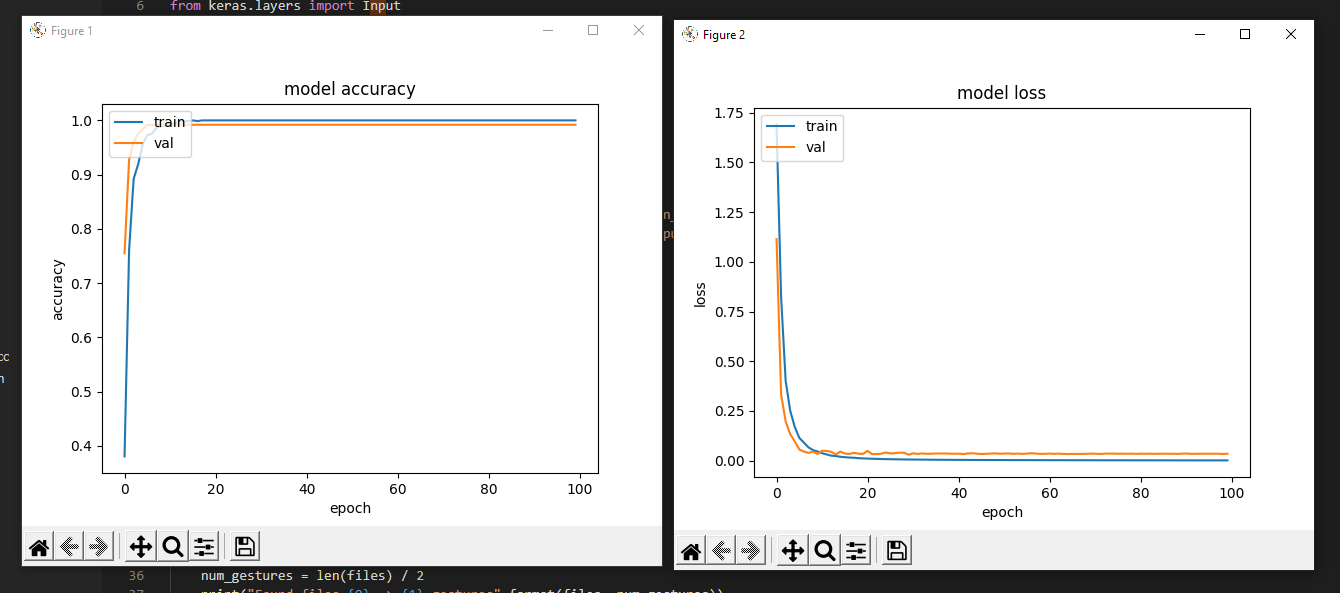 6 from keras.layers import Input
Figure 1
model accuracy
train
val
1.0
0.9
0.8
0.7
0.6
0.5
0.4
accuracy
0 20 40 60 80 100
epoch
Figure 2
model loss
train
val
1.75
1.50
1.25
1.00
0.75
0.50
0.25
0.00
loss
0 20 40 60 80 100
epoch
36 num_gestures = len(files) / 2